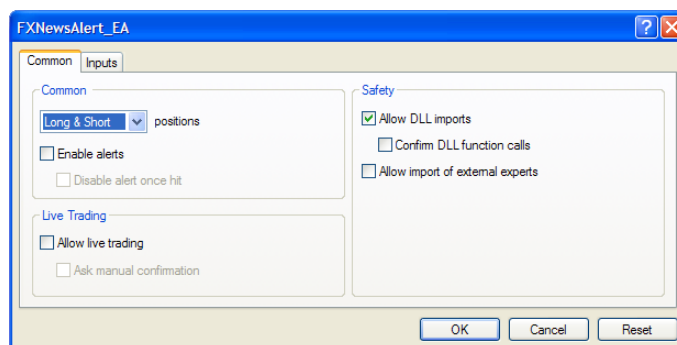 FXNewsAlert_EA
Common
Inputs
Common
Long & Short
positions
Enable alerts
Disable alert once hit
Live Trading
Allow live trading
Ask manual confirmation
Safety
Allow DLL imports
Confirm DLL function calls
Allow import of external experts
OK
Cancel
Reset